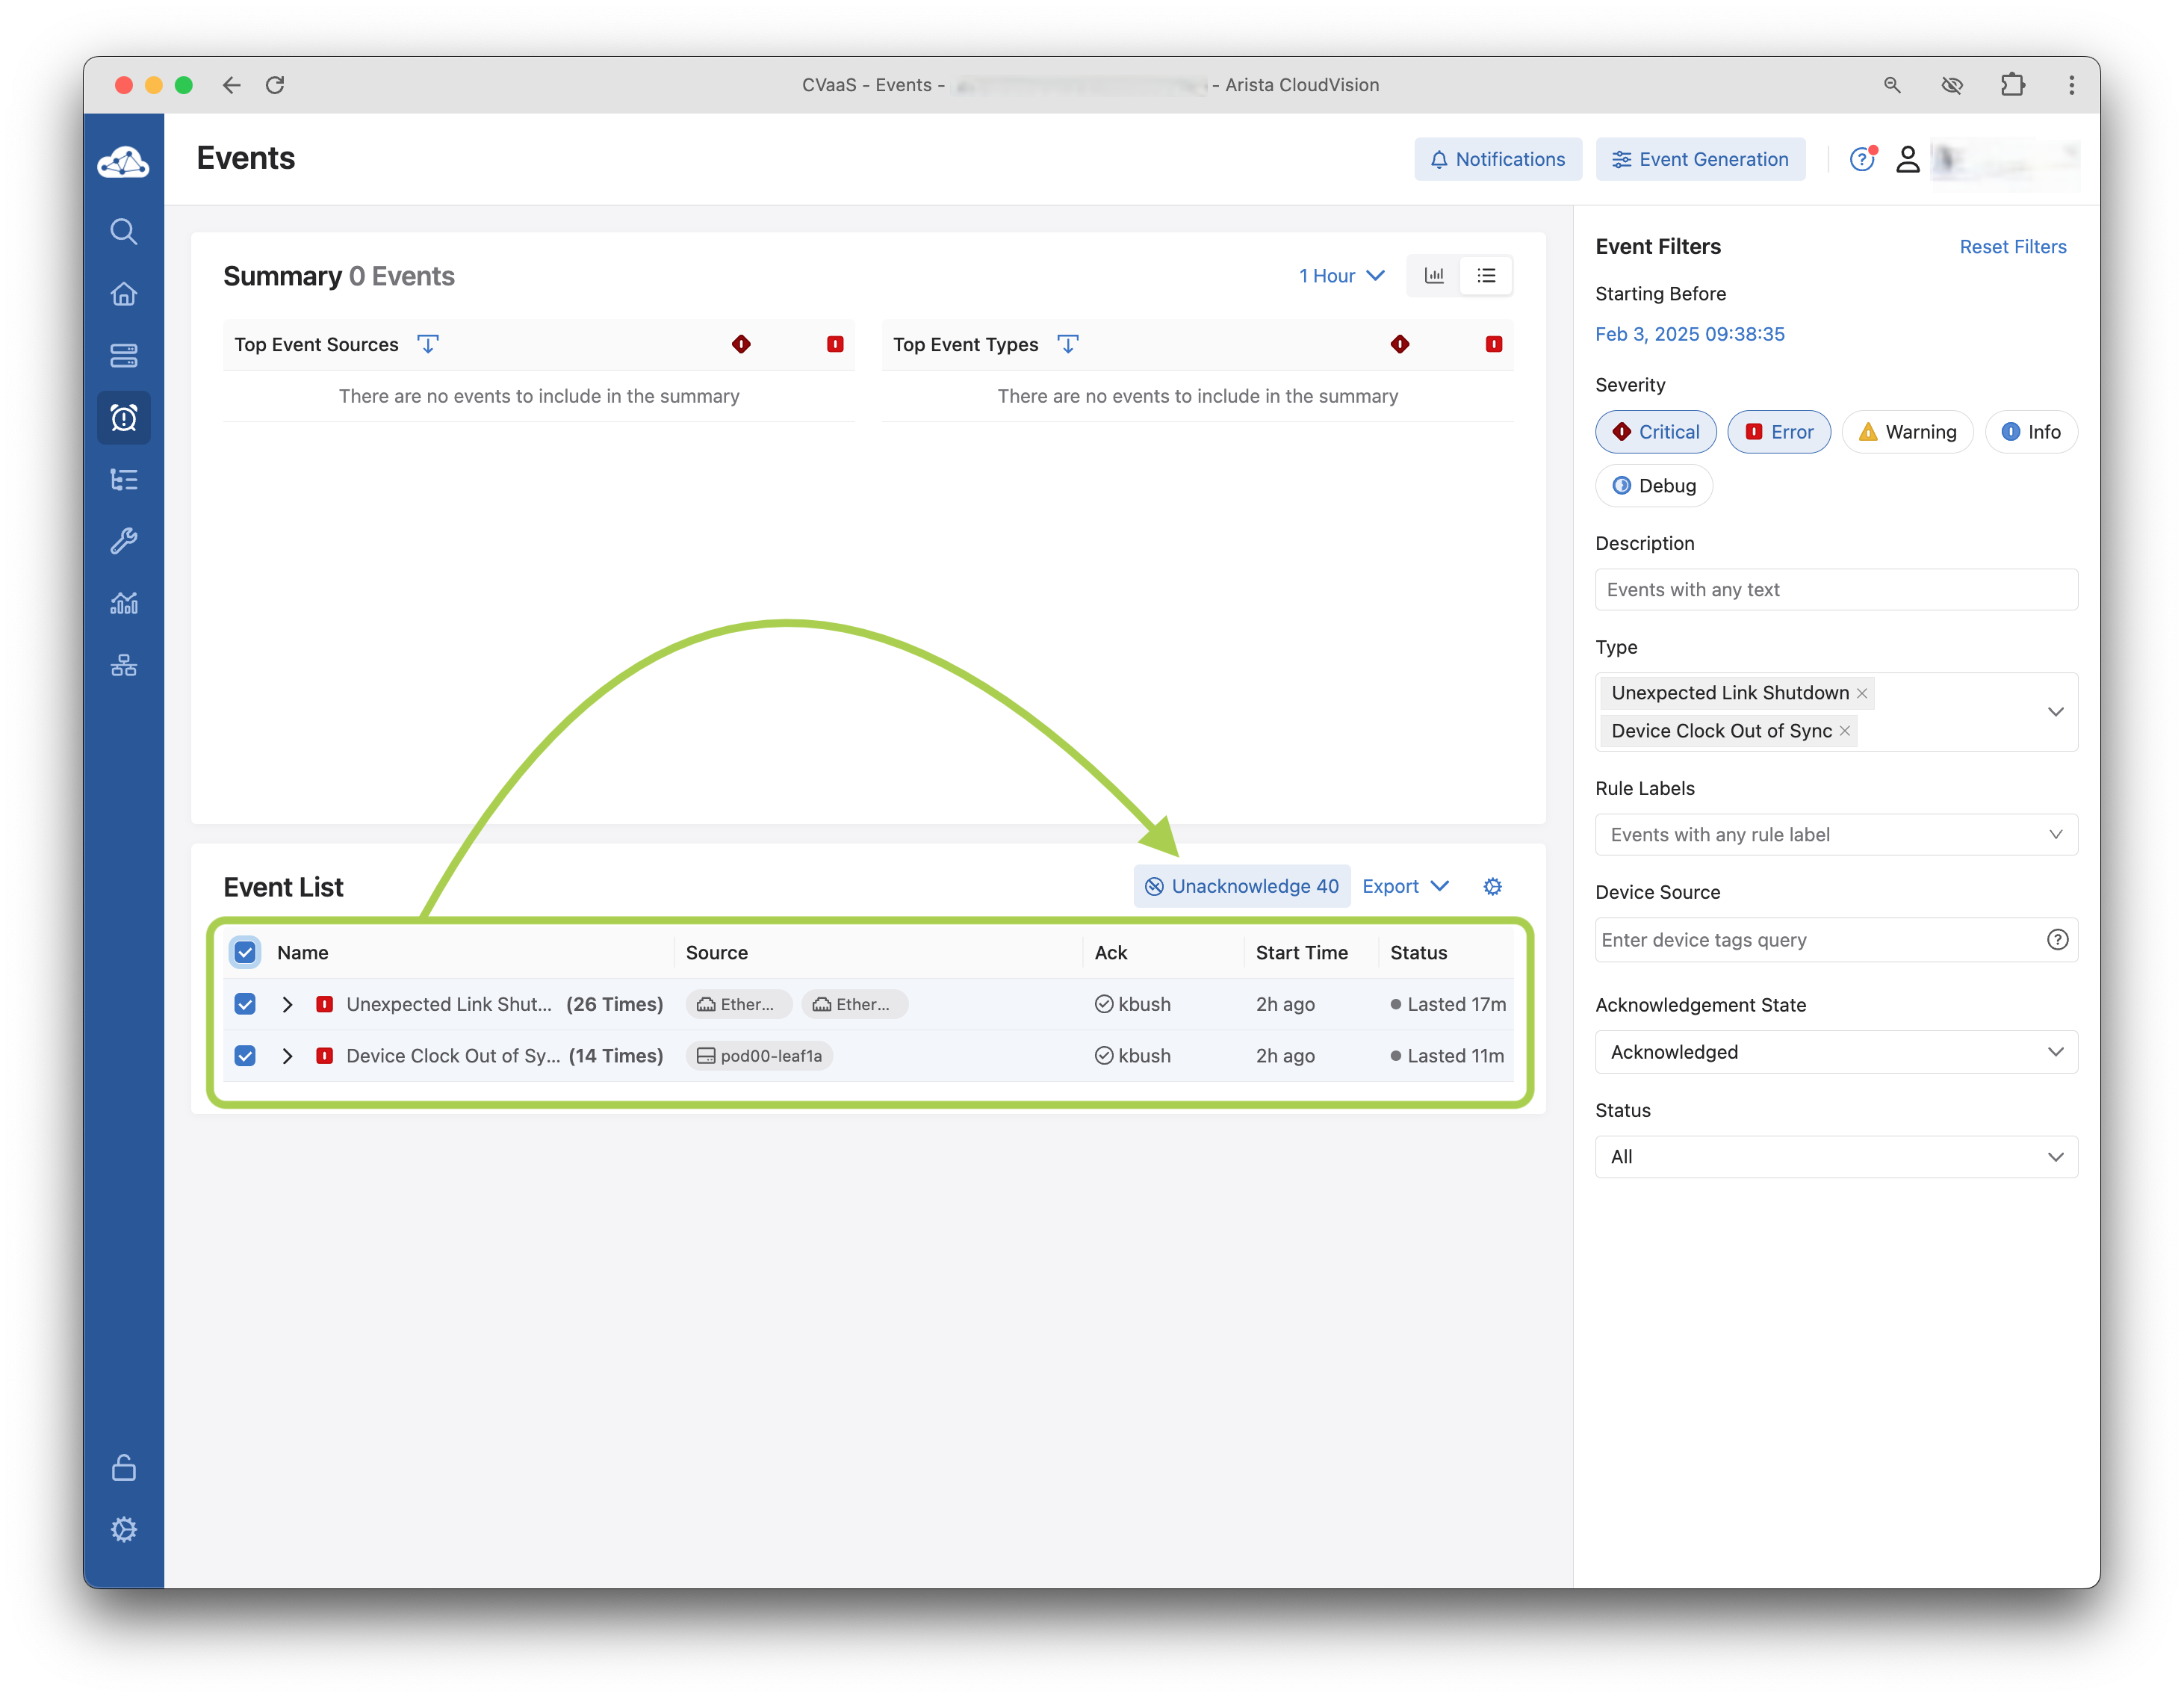 CVaaS - Events - - Arista CloudVision
Events
Notifications
Event Generation
Summary 0 Events
1 Hour
Top Event Sources
Top Event Types
There are no events to include in the summary
There are no events to include in the summary
Event List
Unacknowledge 40
Export
Name Source Ack Start Time Status
Unexpected Link Shut... (26 Times) Ether... Ether... kbush 2h ago Lasted 17m
Device Clock Out of Sy... (14 Times) pod00-leaf1a kbush 2h ago Lasted 11m
Event Filters
Reset Filters
Starting Before
Feb 3, 2025 09:38:35
Severity
Critical Error Warning Info
Debug
Description
Events with any text
Type
Unexpected Link Shutdown
Device Clock Out of Sync
Rule Labels
Events with any rule label
Device Source
Enter device tags query
Acknowledgement State
Acknowledged
Status
All